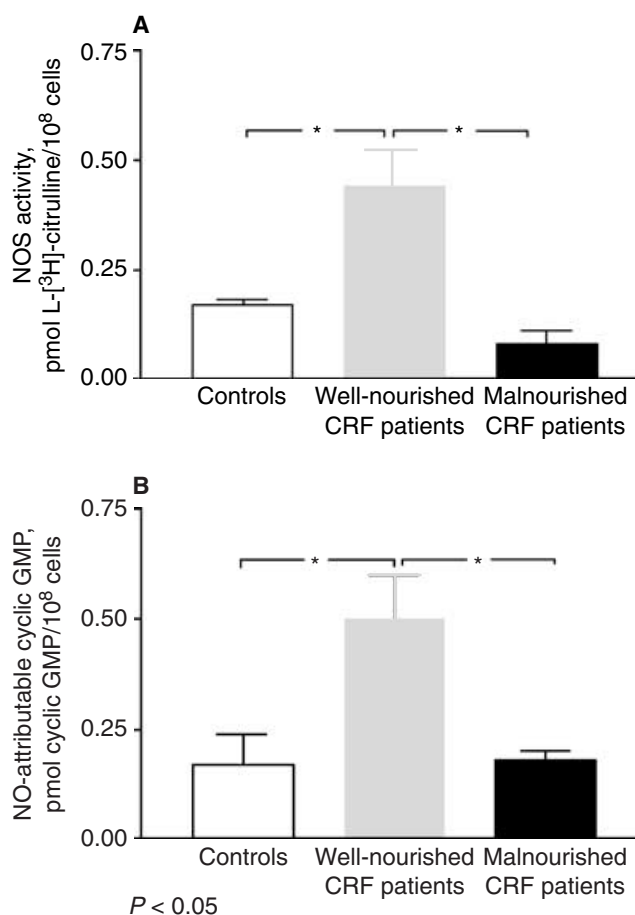 A
NOS activity,
pmol L-[³H]-citrulline/10⁸ cells
0.75
0.50
0.25
0.00
* *
Controls Well-nourished CRF patients Malnourished CRF patients
B
NO-attributable cyclic GMP,
pmol cyclic GMP/10⁸ cells
0.75
0.50
0.25
0.00
* *
Controls Well-nourished CRF patients Malnourished CRF patients
P < 0.05